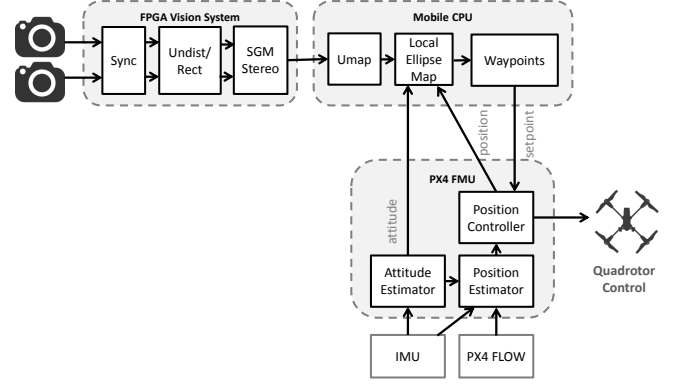 FPGA Vision System
Mobile CPU
Sync
Undist/
Rect
SGM
Stereo
Umap
Local
Ellipse
Map
Waypoints
position
setpoint
PX4 FMU
attitude
Position
Controller
Attitude
Estimator
Position
Estimator
Quadrotor
Control
IMU
PX4 FLOW